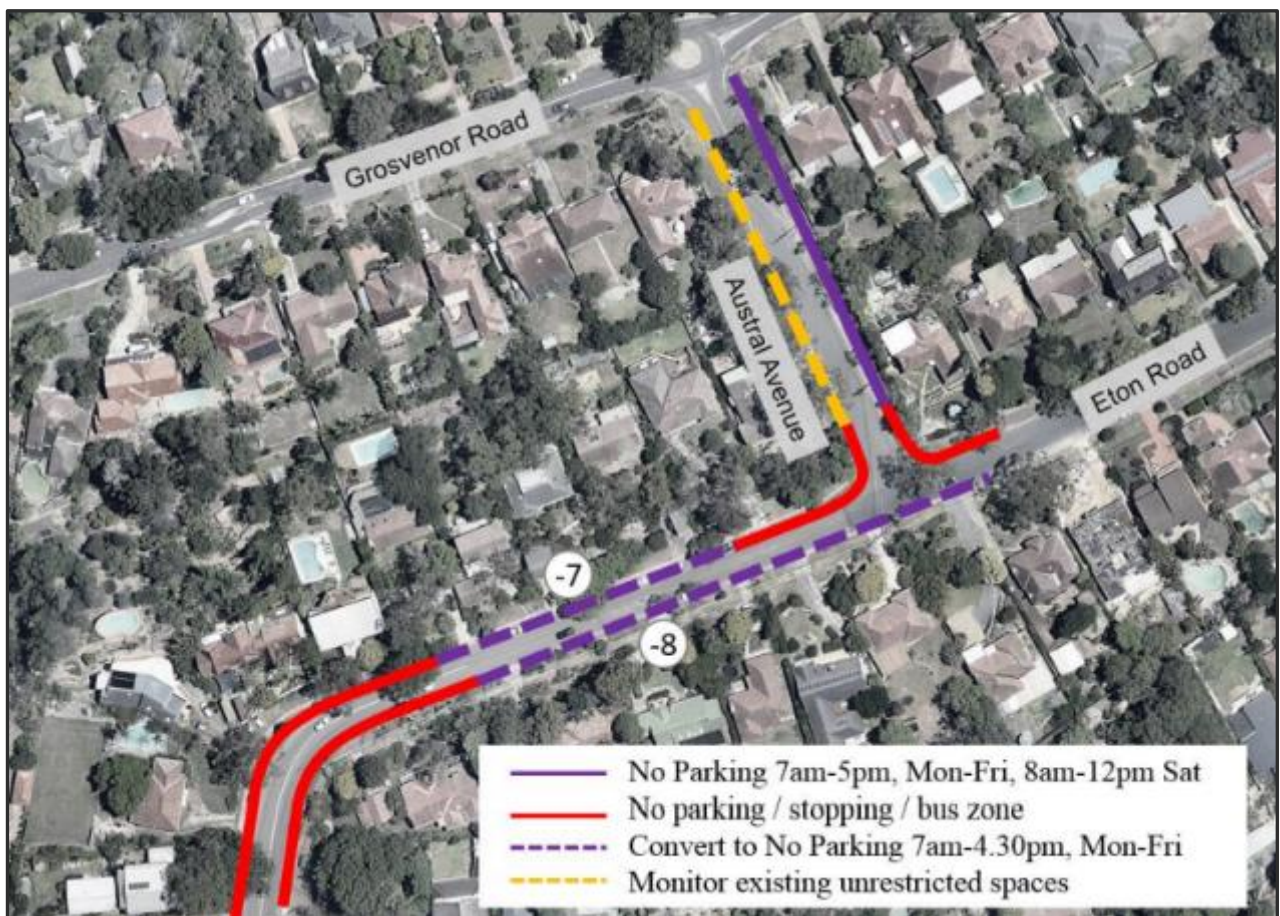 Grosvenor Road
Austral Avenue
Eton Road
-7
-8
No Parking 7am-5pm, Mon-Fri, 8am-12pm Sat
No parking / stopping / bus zone
Convert to No Parking 7am-4.30pm, Mon-Fri
Monitor existing unrestricted spaces